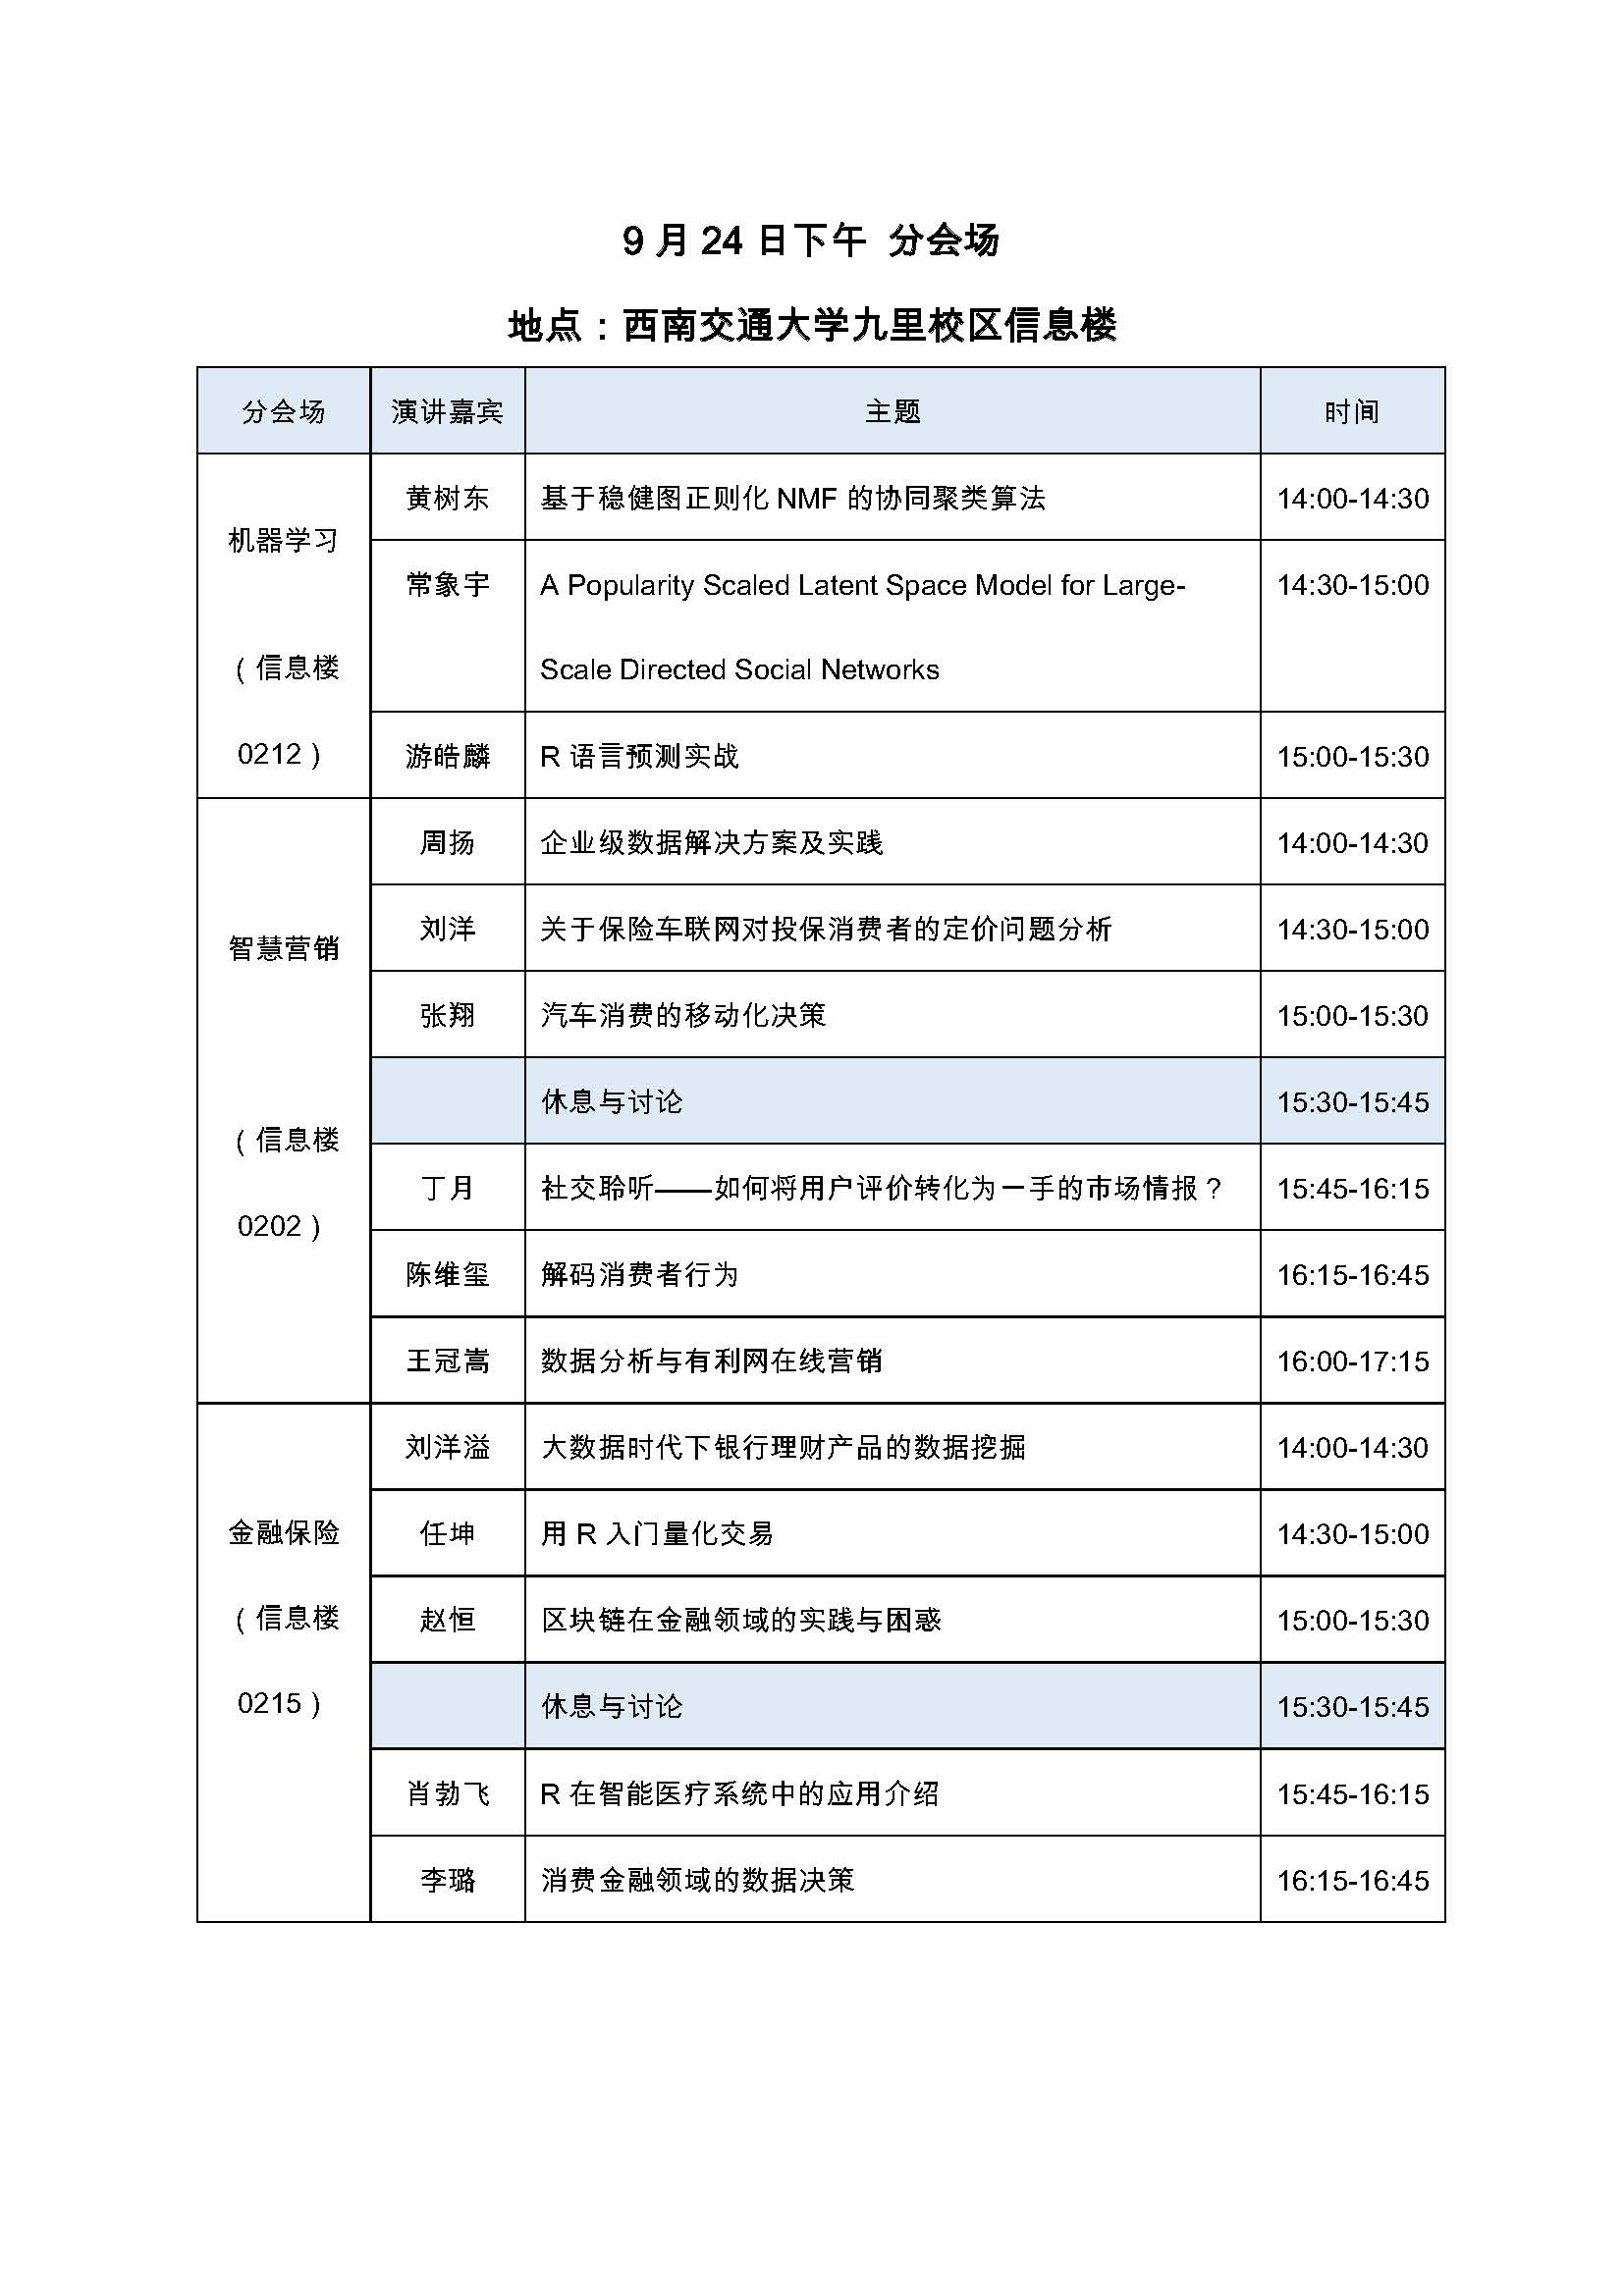 9 月 24 日下午 分会场
地点：西南交通大学九里校区信息楼
分会场 演讲嘉宾 主题 时间
机器学习
（信息楼
0212）
黄树东 基于稳健图正则化 NMF 的协同聚类算法 14:00-14:30
常象宇 A Popularity Scaled Latent Space Model for Large- 14:30-15:00
Scale Directed Social Networks
游皓麟 R 语言预测实战 15:00-15:30
智慧营销
（信息楼
0202）
周扬 企业级数据解决方案及实践 14:00-14:30
刘洋 关于保险车联网对投保消费者的定价问题分析 14:30-15:00
张翔 汽车消费的移动化决策 15:00-15:30
休息与讨论 15:30-15:45
丁月 社交聆听——如何将用户评价转化为一手的市场情报？ 15:45-16:15
陈维玺 解码消费者行为 16:15-16:45
王冠嵩 数据分析与有利网在线营销 16:00-17:15
金融保险
（信息楼
0215）
刘洋溢 大数据时代下银行理财产品的数据挖掘 14:00-14:30
任坤 用 R 入门量化交易 14:30-15:00
赵恒 区块链在金融领域的实践与困惑 15:00-15:30
休息与讨论 15:30-15:45
肖勃飞 R 在智能医疗系统中的应用介绍 15:45-16:15
李璐 消费金融领域的数据决策 16:15-16:45